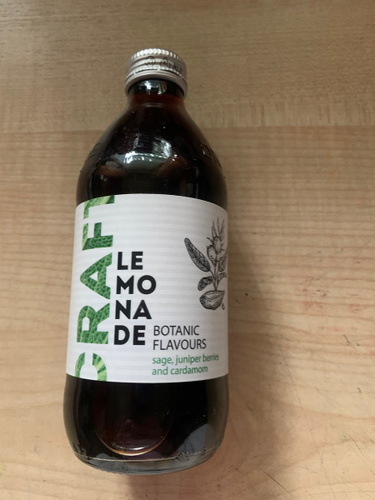 CRAFT
LE
MO
NA
DE
BOTANIC
FLAVOURS
sage, juniper berries
and cardamom